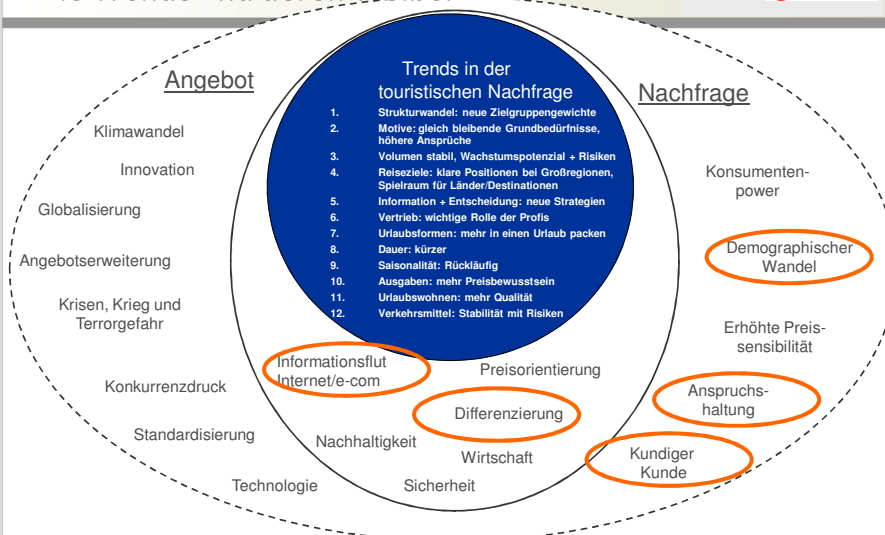 Angebot
Klimawandel
Innovation
Globalisierung
Angebotserweiterung
Krisen, Krieg und
Terrorgefahr
Konkurrenzdruck
Standardisierung
Technologie
Trends in der
touristischen Nachfrage
1. Strukturwandel: neue Zielgruppengewichte
2. Motive: gleich bleibende Grundbedürfnisse,
höhere Ansprüche
3. Volumen stabil, Wachstumspotenzial + Risiken
4. Reiseziele: klare Positionen bei Großregionen,
Spielraum für Länder/Destinationen
5. Information + Entscheidung: neue Strategien
6. Vertrieb: wichtige Rolle der Profis
7. Urlaubsformen: mehr in einen Urlaub packen
8. Dauer: kürzer
9. Saisonalität: Rückläufig
10. Ausgaben: mehr Preisbewusstsein
11. Urlaubswohnen: mehr Qualität
12. Verkehrsmittel: Stabilität mit Risiken
Informationsflut
Internet/e-com
Preisorientierung
Differenzierung
Nachhaltigkeit
Wirtschaft
Sicherheit
Nachfrage
Konsumenten-
power
Demographischer
Wandel
Erhöhte Preis-
sensibilität
Anspruchs-
haltung
Kundiger
Kunde